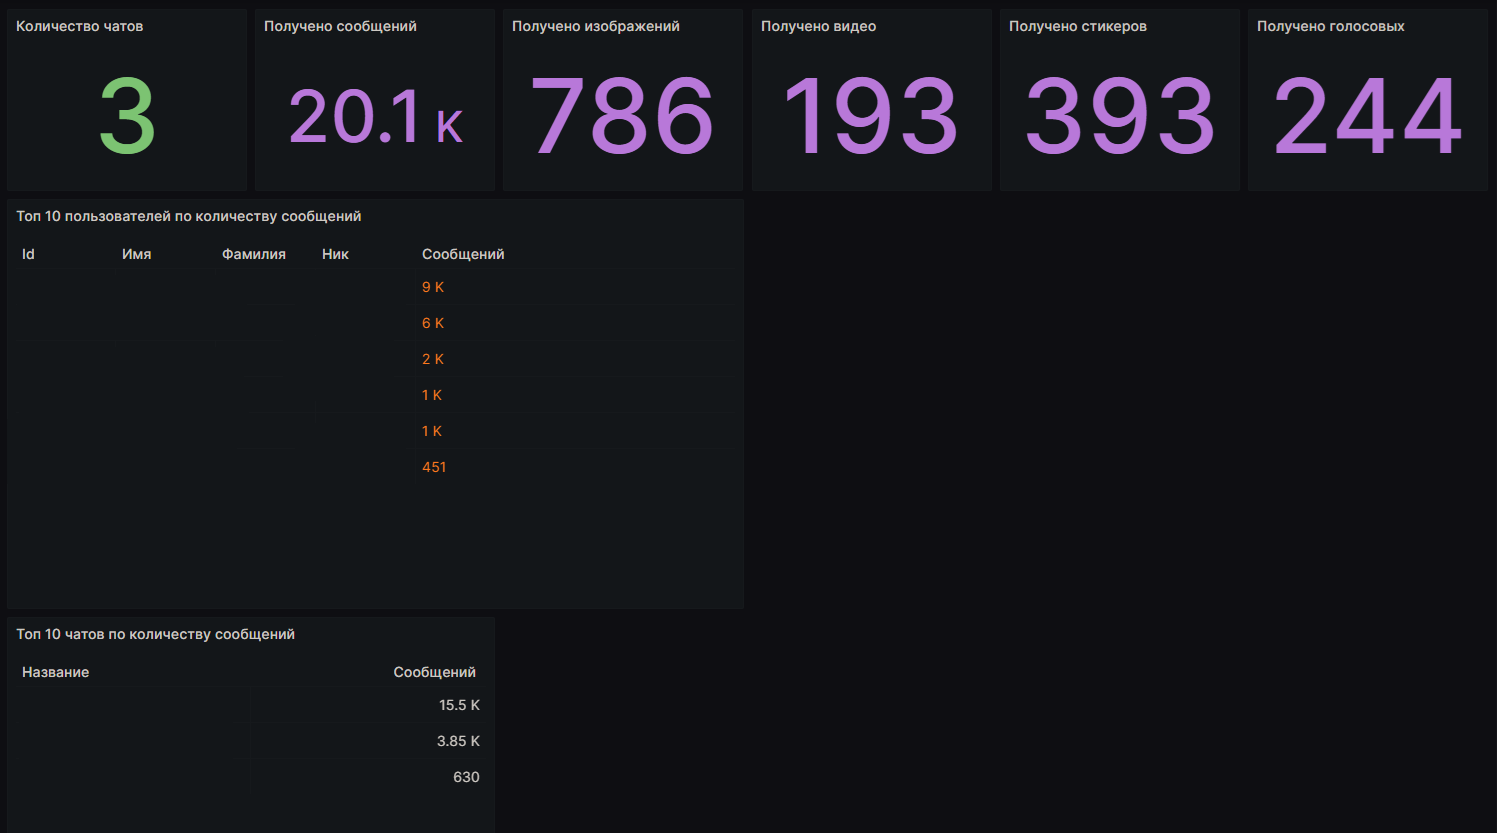 Количество чатов
3
Получено сообщений
20.1 K
Получено изображений
786
Получено видео
193
Получено стикеров
393
Получено голосовых
244
Топ 10 пользователей по количеству сообщений
Id Имя Фамилия Ник Сообщений
9 K
6 K
2 K
1 K
1 K
451
Топ 10 чатов по количеству сообщений
Название Сообщений
15.5 K
3.85 K
630